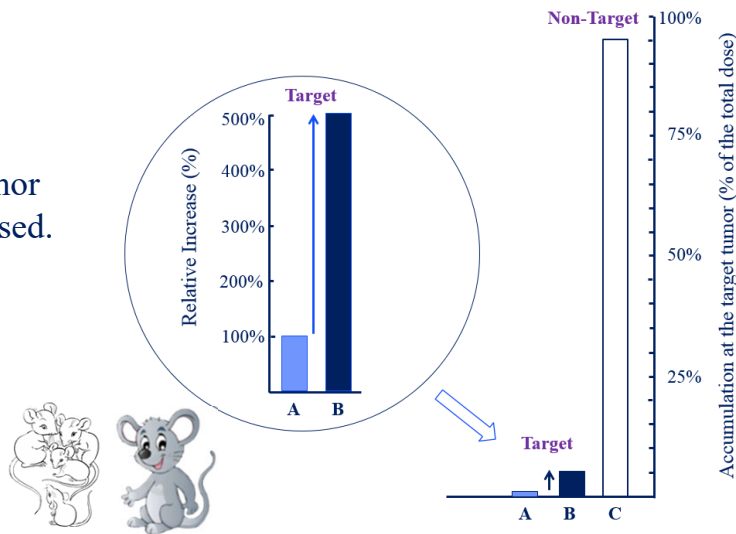 Non-Target
100%
Target
500%
400%
300%
200%
100%
Relative Increase (%)
A B
sed.
75%
50%
25%
Accumulation at the target tumor (% of the total dose)
Target
A B C